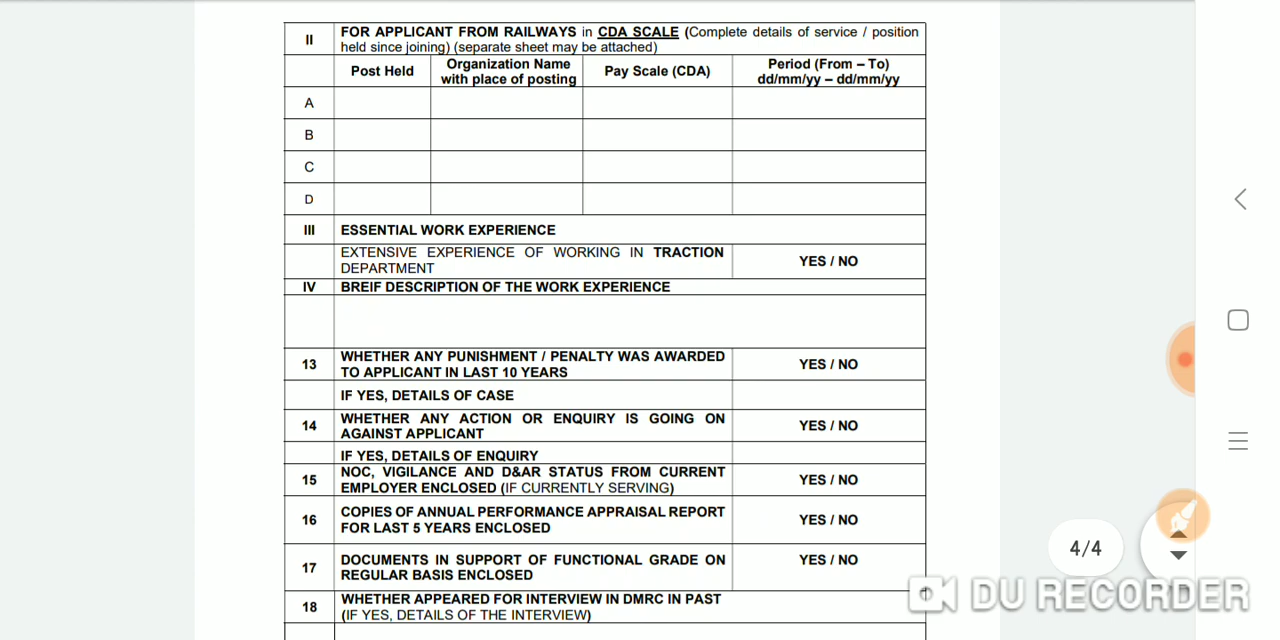 II
FOR APPLICANT FROM RAILWAYS in CDA SCALE (Complete details of service / position
held since joining) (separate sheet may be attached)
Post Held
Organization Name
with place of posting
Pay Scale (CDA)
Period (From – To)
dd/mm/yy – dd/mm/yy
A
B
C
D
III ESSENTIAL WORK EXPERIENCE
EXTENSIVE EXPERIENCE OF WORKING IN TRACTION
DEPARTMENT
YES / NO
IV BREIF DESCRIPTION OF THE WORK EXPERIENCE
13
WHETHER ANY PUNISHMENT / PENALTY WAS AWARDED
TO APPLICANT IN LAST 10 YEARS
YES / NO
IF YES, DETAILS OF CASE
14
WHETHER ANY ACTION OR ENQUIRY IS GOING ON
AGAINST APPLICANT
YES / NO
IF YES, DETAILS OF ENQUIRY
15
NOC, VIGILANCE AND D&AR STATUS FROM CURRENT
EMPLOYER ENCLOSED (IF CURRENTLY SERVING)
YES / NO
16
COPIES OF ANNUAL PERFORMANCE APPRAISAL REPORT
FOR LAST 5 YEARS ENCLOSED
YES / NO
17
DOCUMENTS IN SUPPORT OF FUNCTIONAL GRADE ON
REGULAR BASIS ENCLOSED
YES / NO
18
WHETHER APPEARED FOR INTERVIEW IN DMRC IN PAST
(IF YES, DETAILS OF THE INTERVIEW)
4/4
DU RECORDER